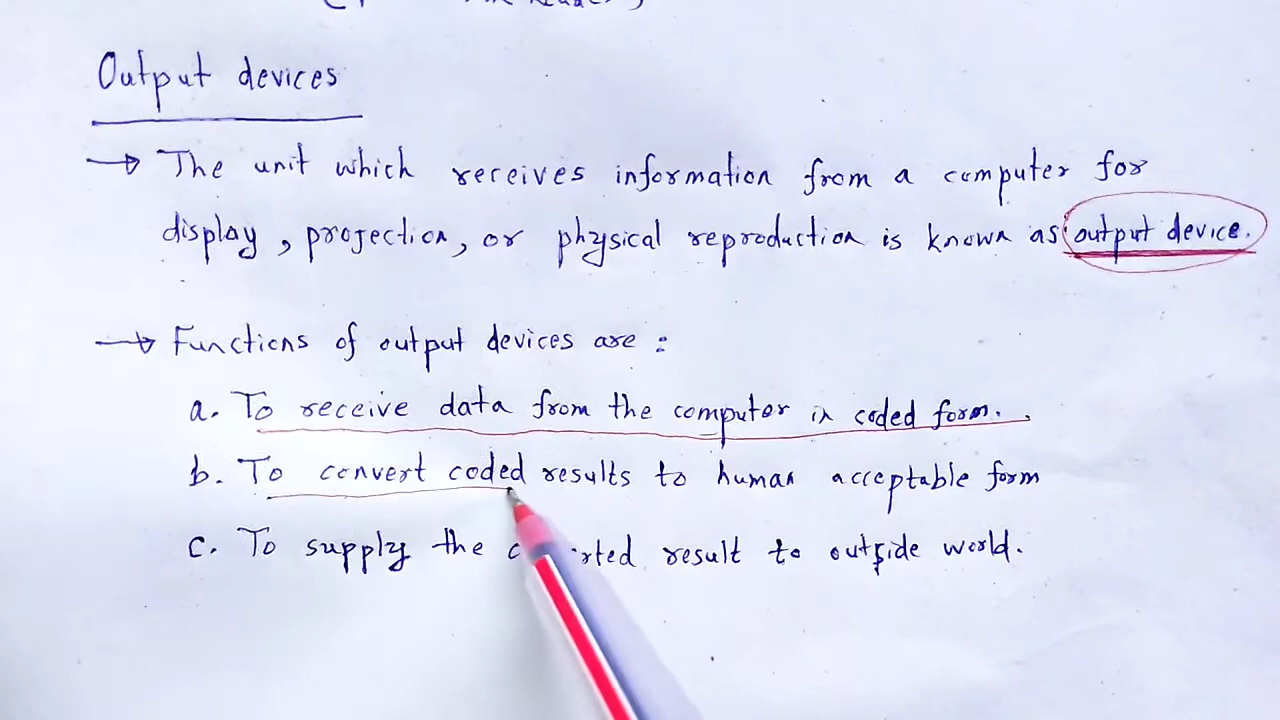 Output devices
→ The unit which receives information from a computer for
display, projection, or physical reproduction is known as output device.
→ Functions of output devices are :
a. To receive data from the computer in coded form.
b. To convert coded results to human acceptable form
c. To supply the result to outside world.